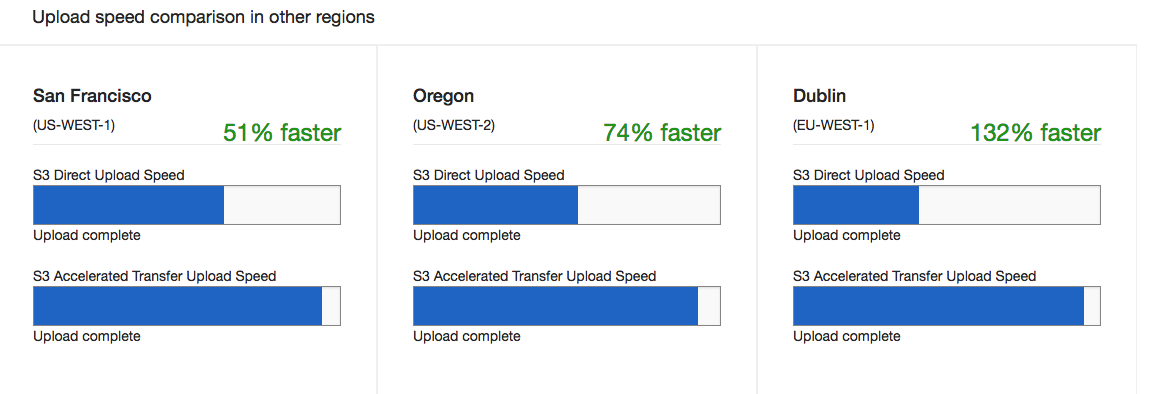 Upload speed comparison in other regions
San Francisco
(US-WEST-1)
51% faster
S3 Direct Upload Speed
Upload complete
S3 Accelerated Transfer Upload Speed
Upload complete
Oregon
(US-WEST-2)
74% faster
S3 Direct Upload Speed
Upload complete
S3 Accelerated Transfer Upload Speed
Upload complete
Dublin
(EU-WEST-1)
132% faster
S3 Direct Upload Speed
Upload complete
S3 Accelerated Transfer Upload Speed
Upload complete